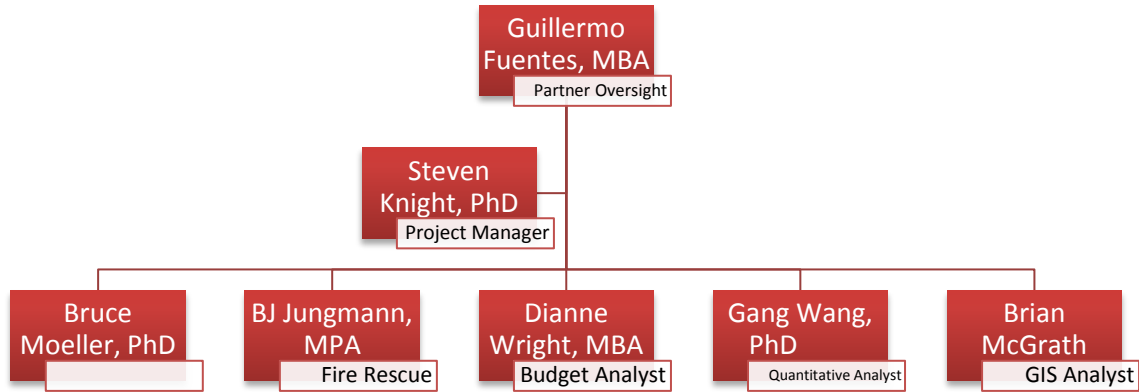 Guillermo
Fuentes, MBA
Partner Oversight
Steven
Knight, PhD
Project Manager
Bruce
Moeller, PhD
BJ Jungmann,
MPA
Fire Rescue
Dianne
Wright, MBA
Budget Analyst
Gang Wang,
PhD
Quantitative Analyst
Brian
McGrath
GIS Analyst